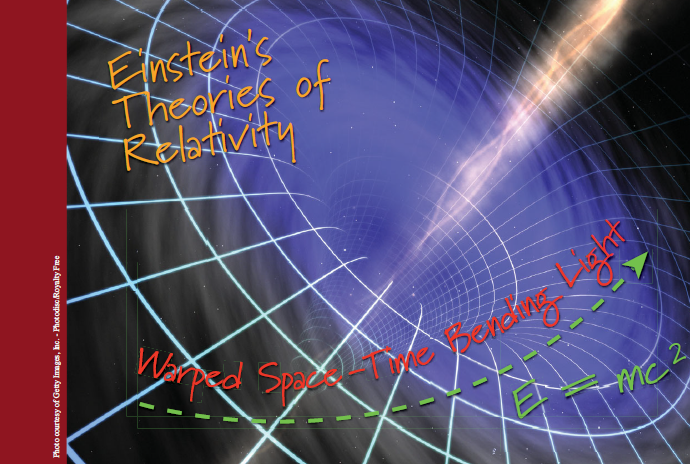 Einstein's
Theories of
Relativity
Warped Space-Time Bending Light
E = mc²
Photo courtesy of Getty Images, Inc. - Photodisc/Royalty Free